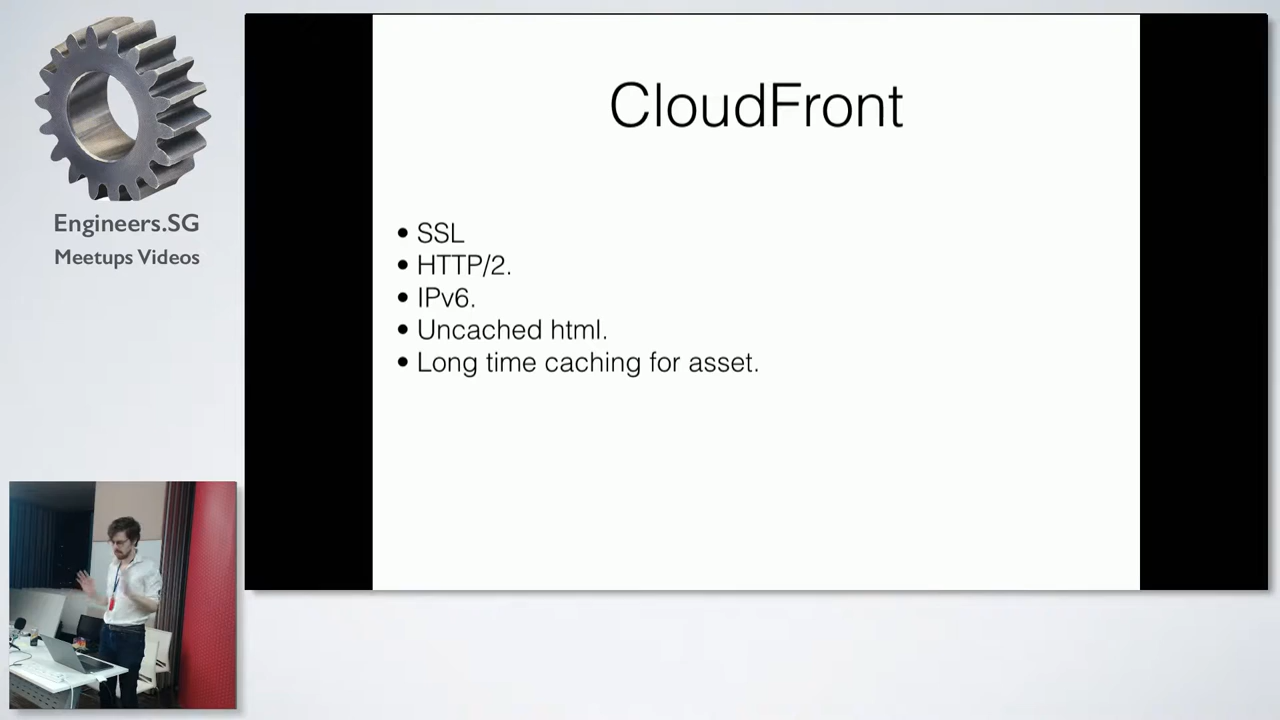 Engineers.SG
Meetups Videos
CloudFront
• SSL
• HTTP/2.
• IPv6.
• Uncached html.
• Long time caching for asset.